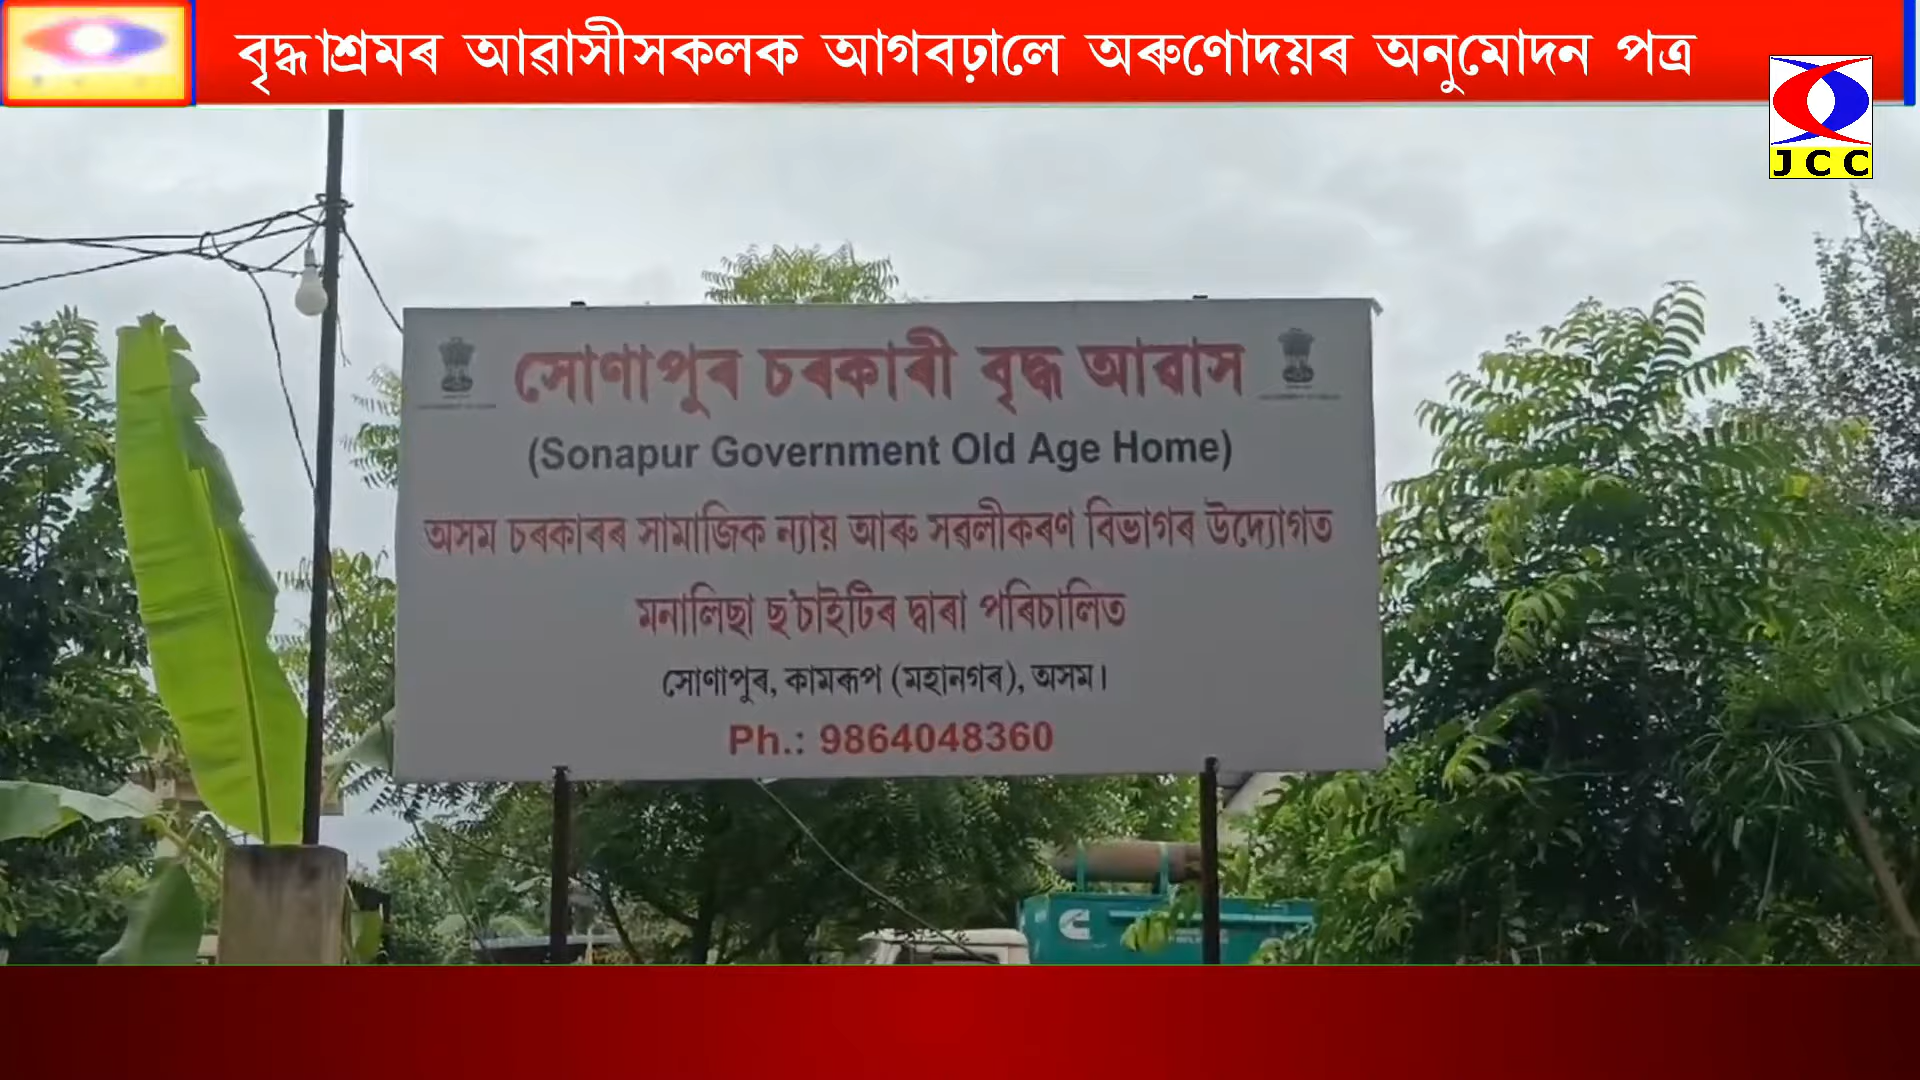 বৃদ্ধাশ্ৰমৰ আৱাসীসকলক আগবঢ়ালে অৰুণোদয়ৰ অনুমোদন পত্ৰ
JCC
সোণাপুৰ চৰকাৰী বৃদ্ধ আৱাস
(Sonapur Government Old Age Home)
অসম চৰকাৰৰ সামাজিক ন্যায় আৰু সৱলীকৰণ বিভাগৰ উদ্যোগত
মনালিছা ছ'চাইটিৰ দ্বাৰা পৰিচালিত
সোণাপুৰ, কামৰূপ (মহানগৰ), অসম।
Ph.: 9864048360